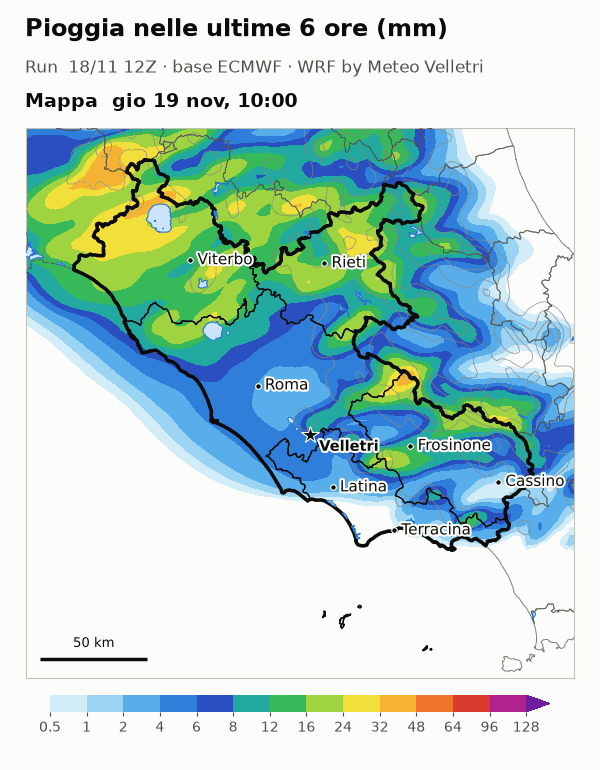 Pioggia nelle ultime 6 ore (mm)
Run  18/11 12Z · base ECMWF · WRF by Meteo Velletri
Mappa  gio 19 nov, 10:00
Viterbo
Rieti
Roma
Velletri
Frosinone
Latina
Cassino
Terracina
50 km
0.5 1 2 4 6 8 12 16 24 32 48 64 96 128